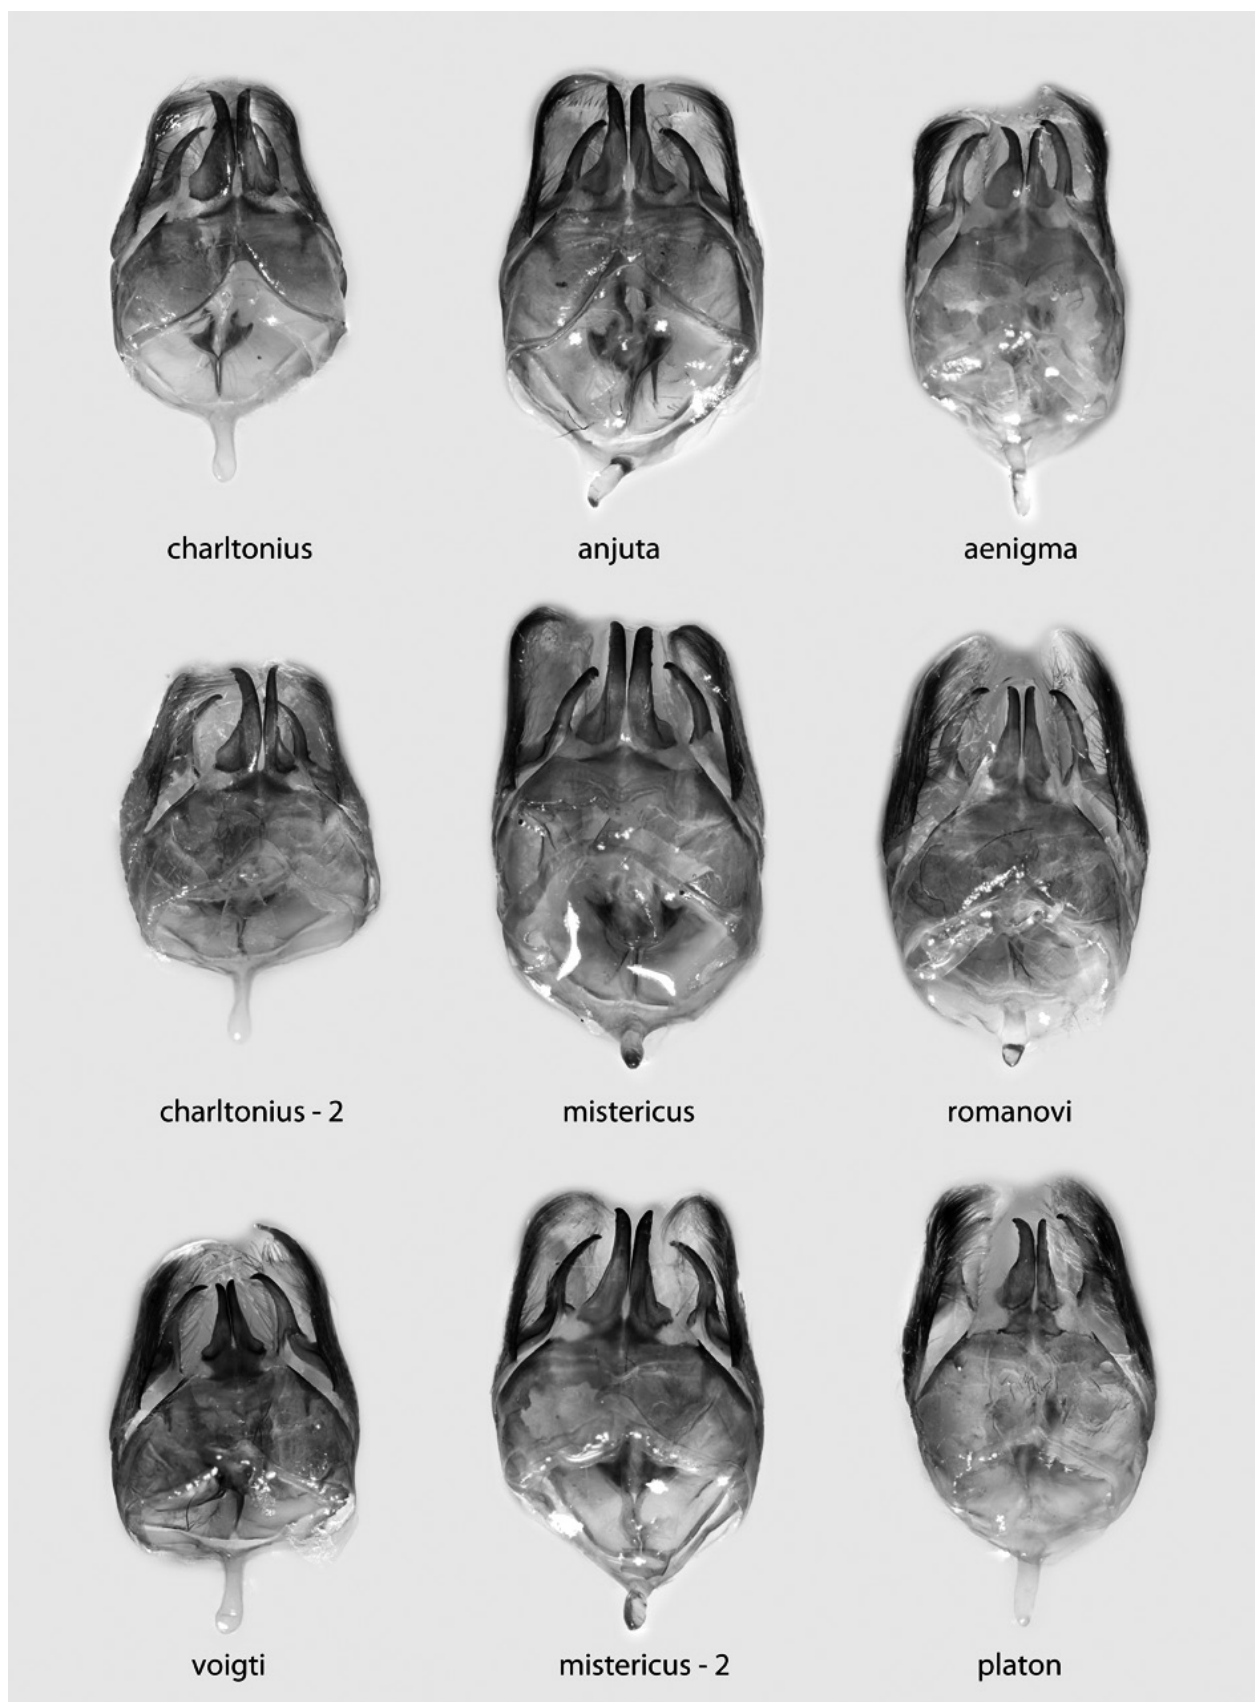 charltonius
anjuta
aenigma
charltonius - 2
mistericus
romanovi
voigti
mistericus - 2
platon